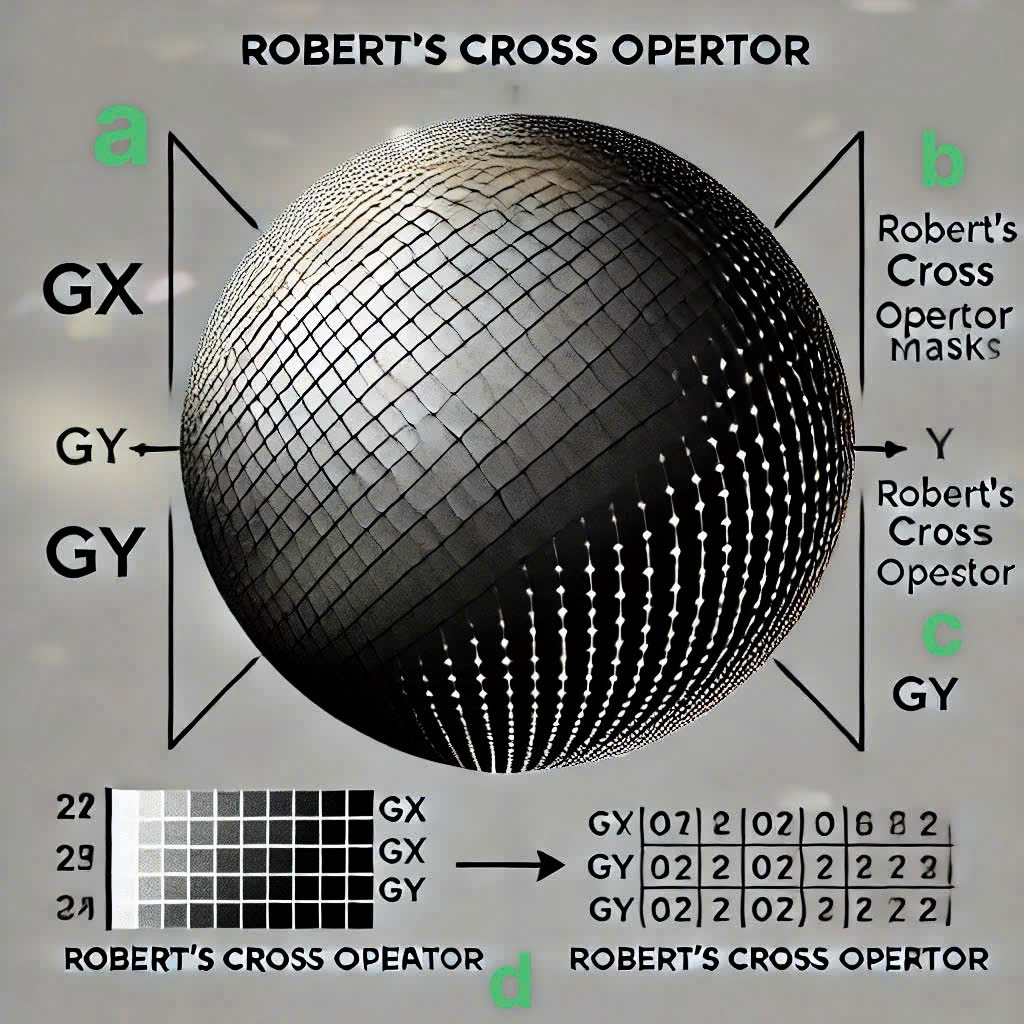 ROBERT'S CROSS OPERTOR
a
b
GX
Robert's
Cross
Opertor
masks
GY
Y
GY
Robert's
Cross
Opestor
c
GY
22
GX
29
GX
GY
GX 02 2 02 0 6 8 2
GY 02 2 02 2 2 2 2
GY 02 2 02 2 2 2 2
ROBERT'S CROSS OPEATOR
ROBERT'S CROSS OPERTOR
d